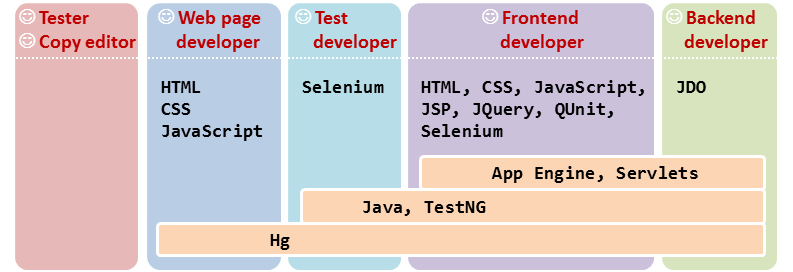 Tester
Copy editor
Web page
developer
Test
developer
Frontend
developer
Backend
developer
HTML
CSS
JavaScript
Selenium
HTML, CSS, JavaScript,
JSP, JQuery, QUnit,
Selenium
JDO
App Engine, Servlets
Java, TestNG
Hg